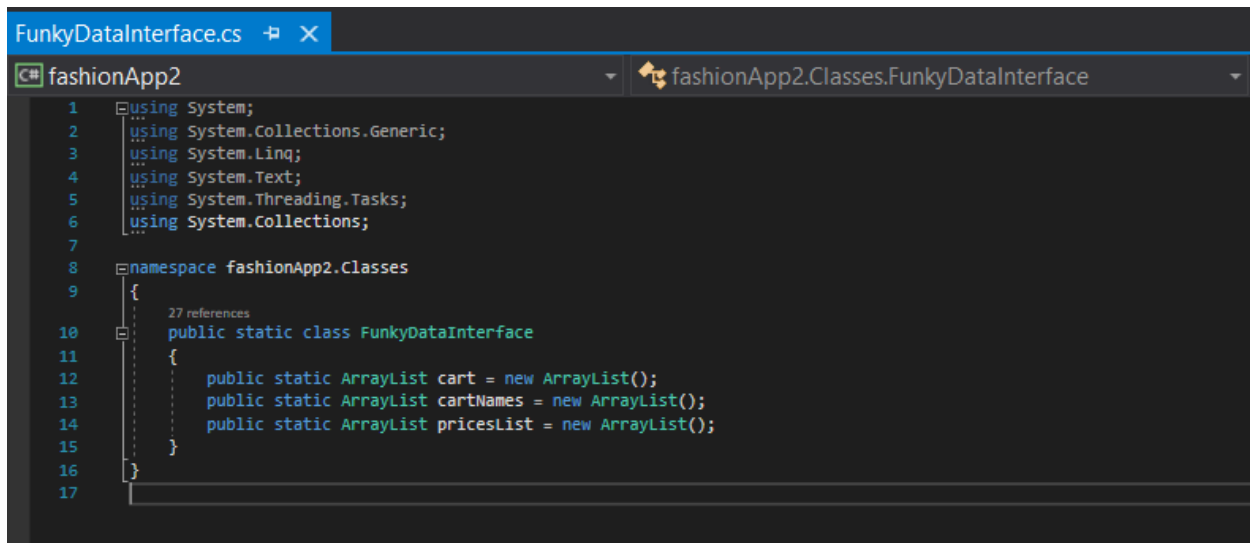 FunkyDataInterface.cs
C# fashionApp2 fashionApp2.Classes.FunkyDataInterface
1 using System;
2 using System.Collections.Generic;
3 using System.Linq;
4 using System.Text;
5 using System.Threading.Tasks;
6 using System.Collections;
7
8 namespace fashionApp2.Classes
9 {
27 references
10 public static class FunkyDataInterface
11 {
12 public static ArrayList cart = new ArrayList();
13 public static ArrayList cartNames = new ArrayList();
14 public static ArrayList pricesList = new ArrayList();
15 }
16 }
17